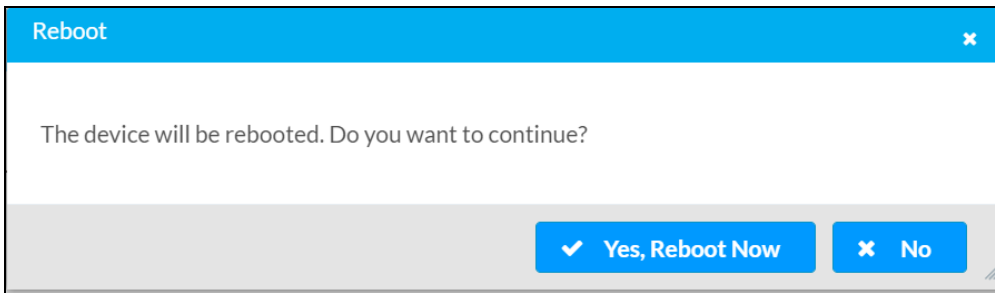 Reboot
The device will be rebooted. Do you want to continue?
Yes, Reboot Now
No